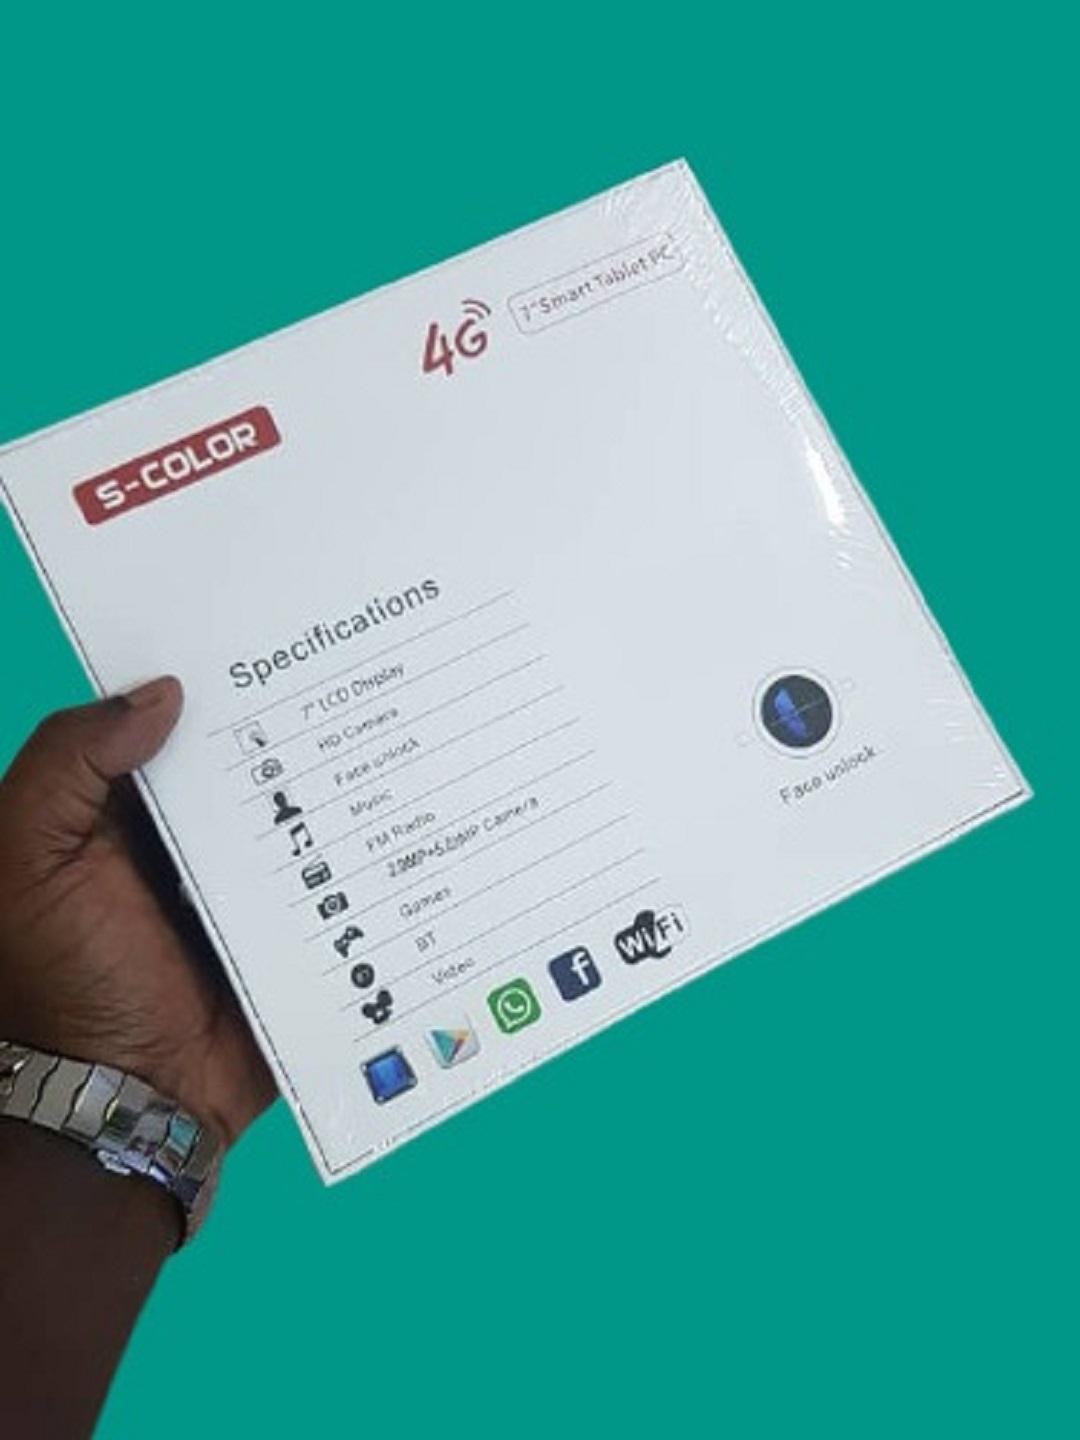 4G
7" Smart Tablet PC
S-COLOR
Specifications
7" LCD Display
HD Camera
Face unlock
Music
FM Radio
2.0MP+5.0MP Camera
Games
BT
Video
WiFi
Face unlock